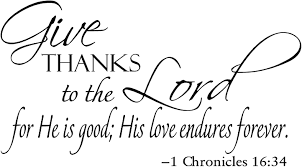 Give
THANKS
to the Lord
for He is good; His love endures forever.
–1 Chronicles 16:34